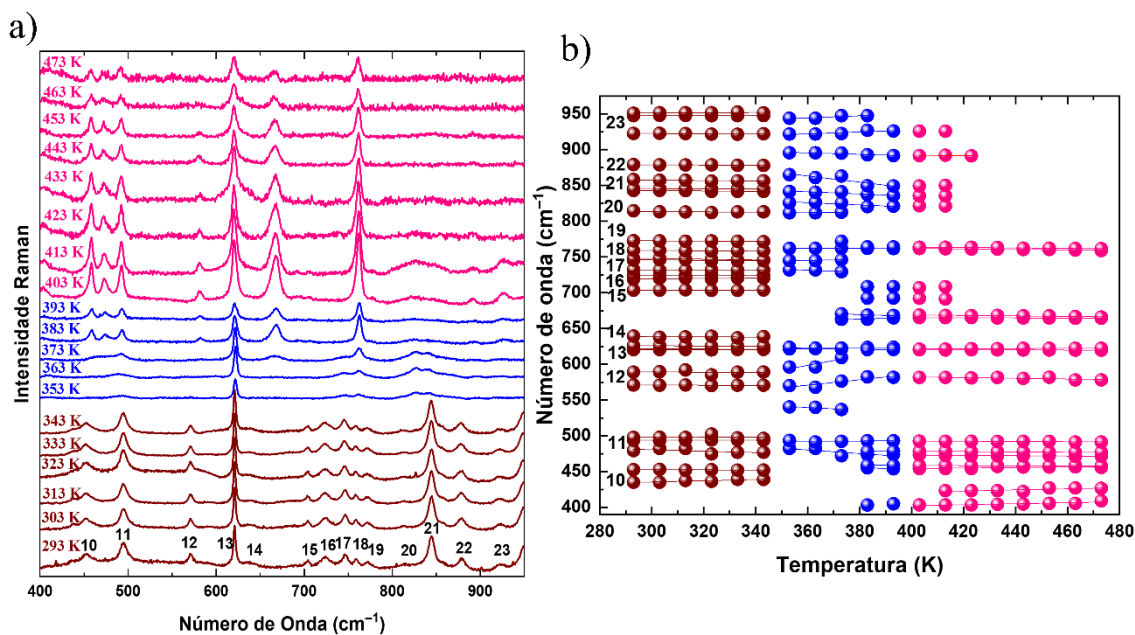 a)
b)
473 K
463 K
453 K
443 K
433 K
423 K
413 K
403 K
393 K
383 K
373 K
363 K
353 K
343 K
333 K
323 K
313 K
303 K
293 K
10 11 12 13 14 15 16 17 18 19 20 21 22 23
400 500 600 700 800 900
Número de Onda (cm⁻¹)
Intensidade Raman
950
900
850
800
750
700
650
600
550
500
450
400
23
22
21
20
19
18
17
16
15
14
13
12
11
10
Número de onda (cm⁻¹)
280 300 320 340 360 380 400 420 440 460 480
Temperatura (K)